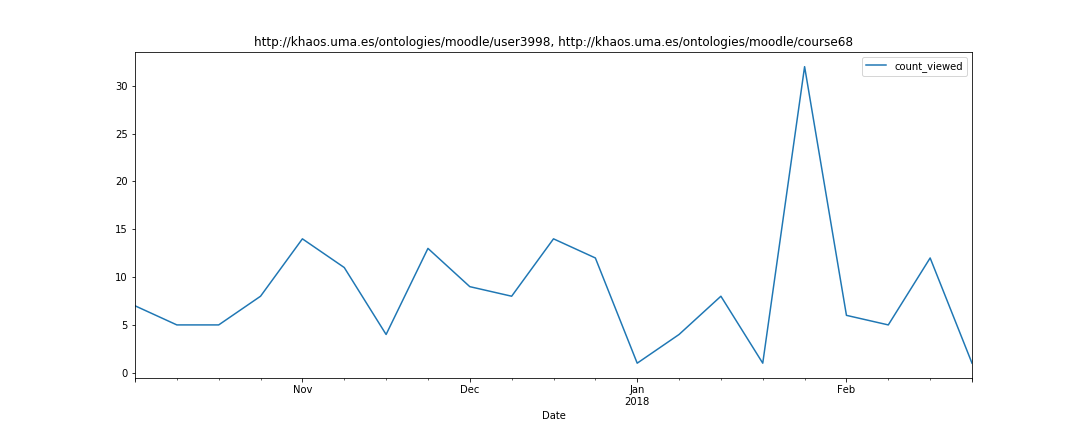 http://khaos.uma.es/ontologies/moodle/user3998, http://khaos.uma.es/ontologies/moodle/course68
count_viewed
30
25
20
15
10
5
0
Nov
Dec
Jan
2018
Feb
Date